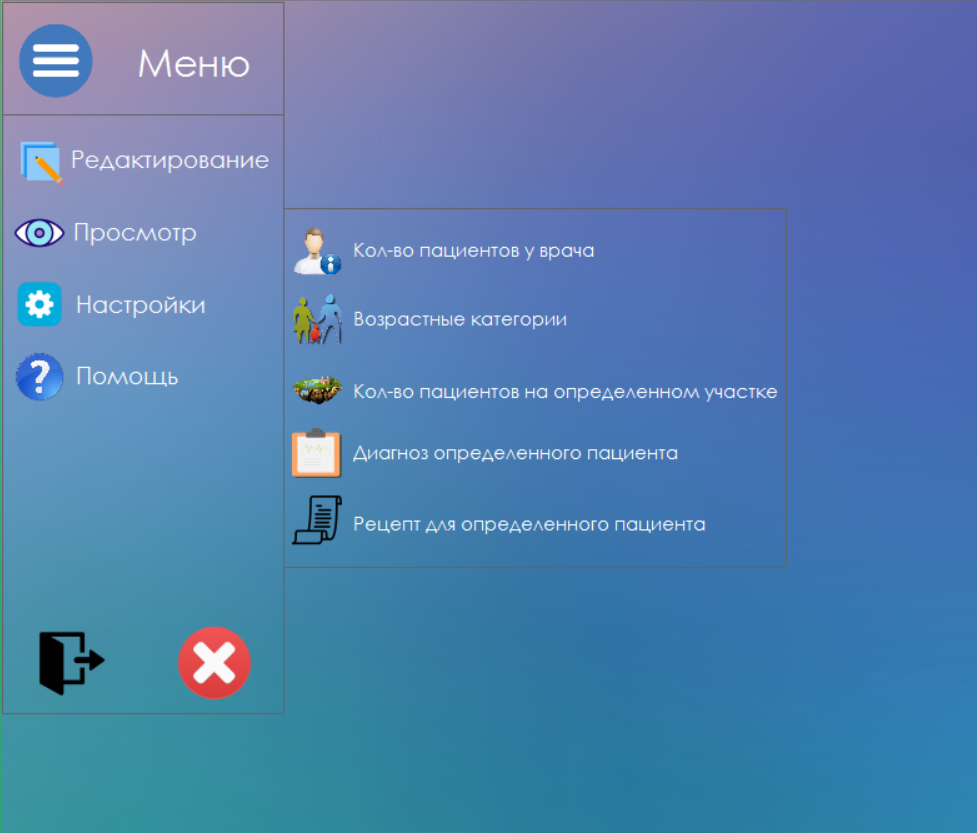 Меню
Редактирование
Просмотр
Настройки
Помощь
Кол-во пациентов у врача
Возрастные категории
Кол-во пациентов на определенном участке
Диагноз определенного пациента
Рецепт для определенного пациента